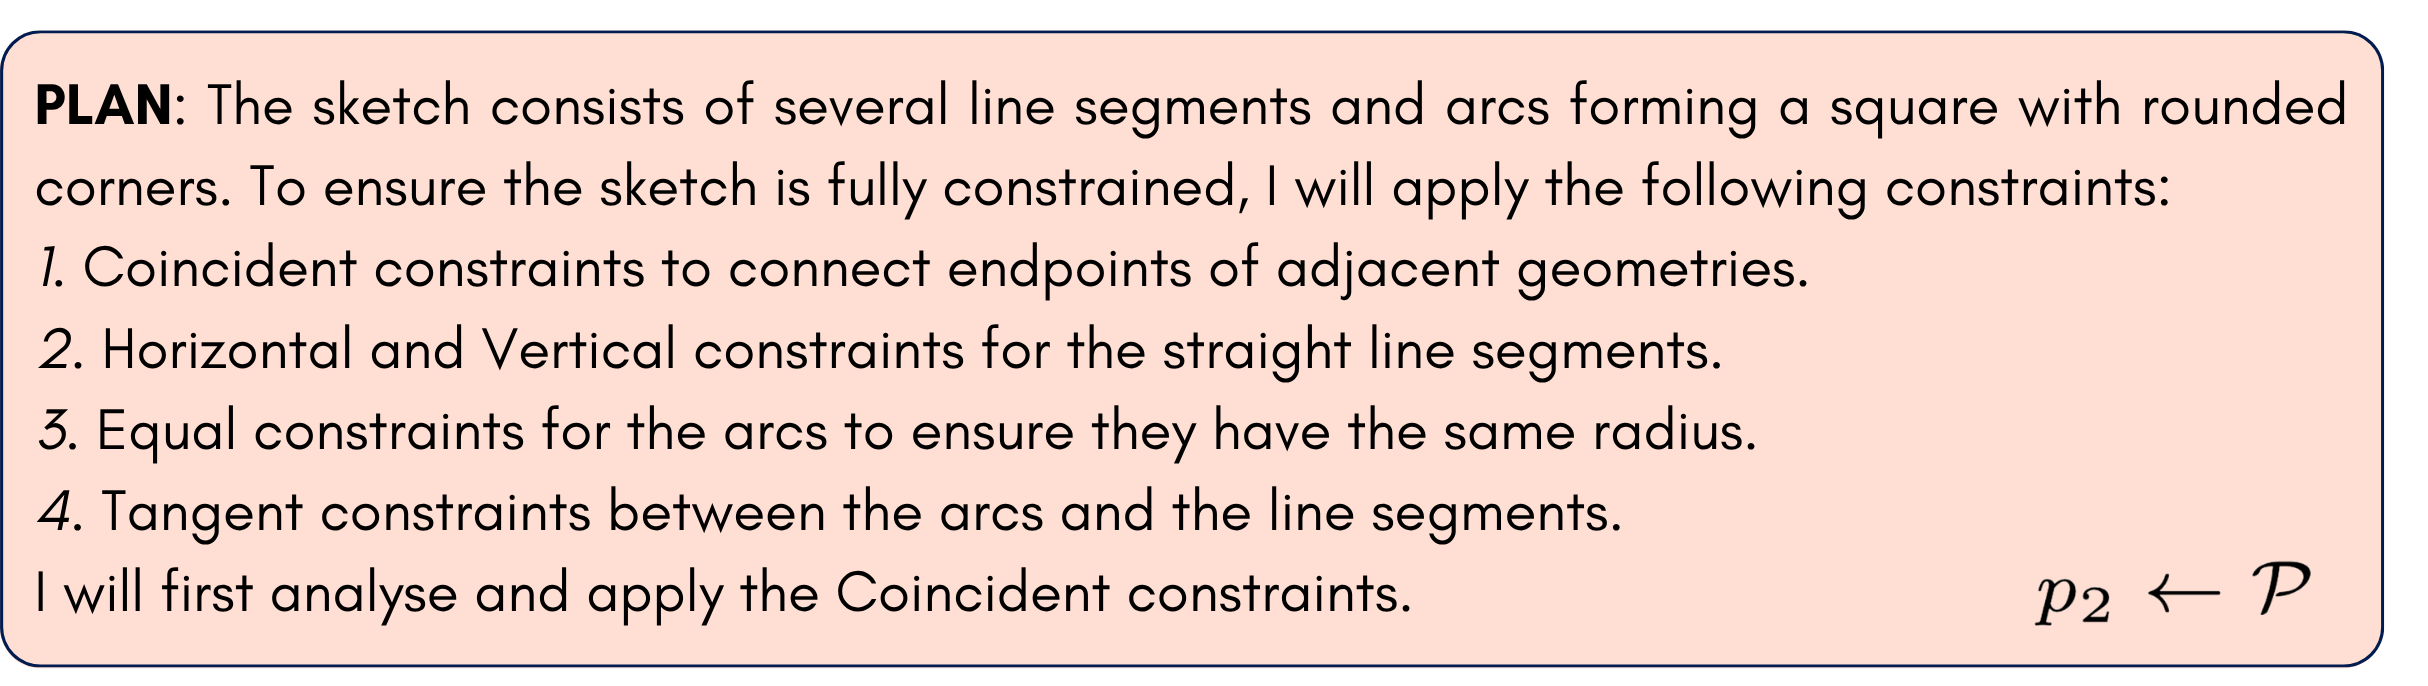 PLAN: The sketch consists of several line segments and arcs forming a square with rounded
corners. To ensure the sketch is fully constrained, I will apply the following constraints:
1. Coincident constraints to connect endpoints of adjacent geometries.
2. Horizontal and Vertical constraints for the straight line segments.
3. Equal constraints for the arcs to ensure they have the same radius.
4. Tangent constraints between the arcs and the line segments.
I will first analyse and apply the Coincident constraints.
p₂ ← 𝒫